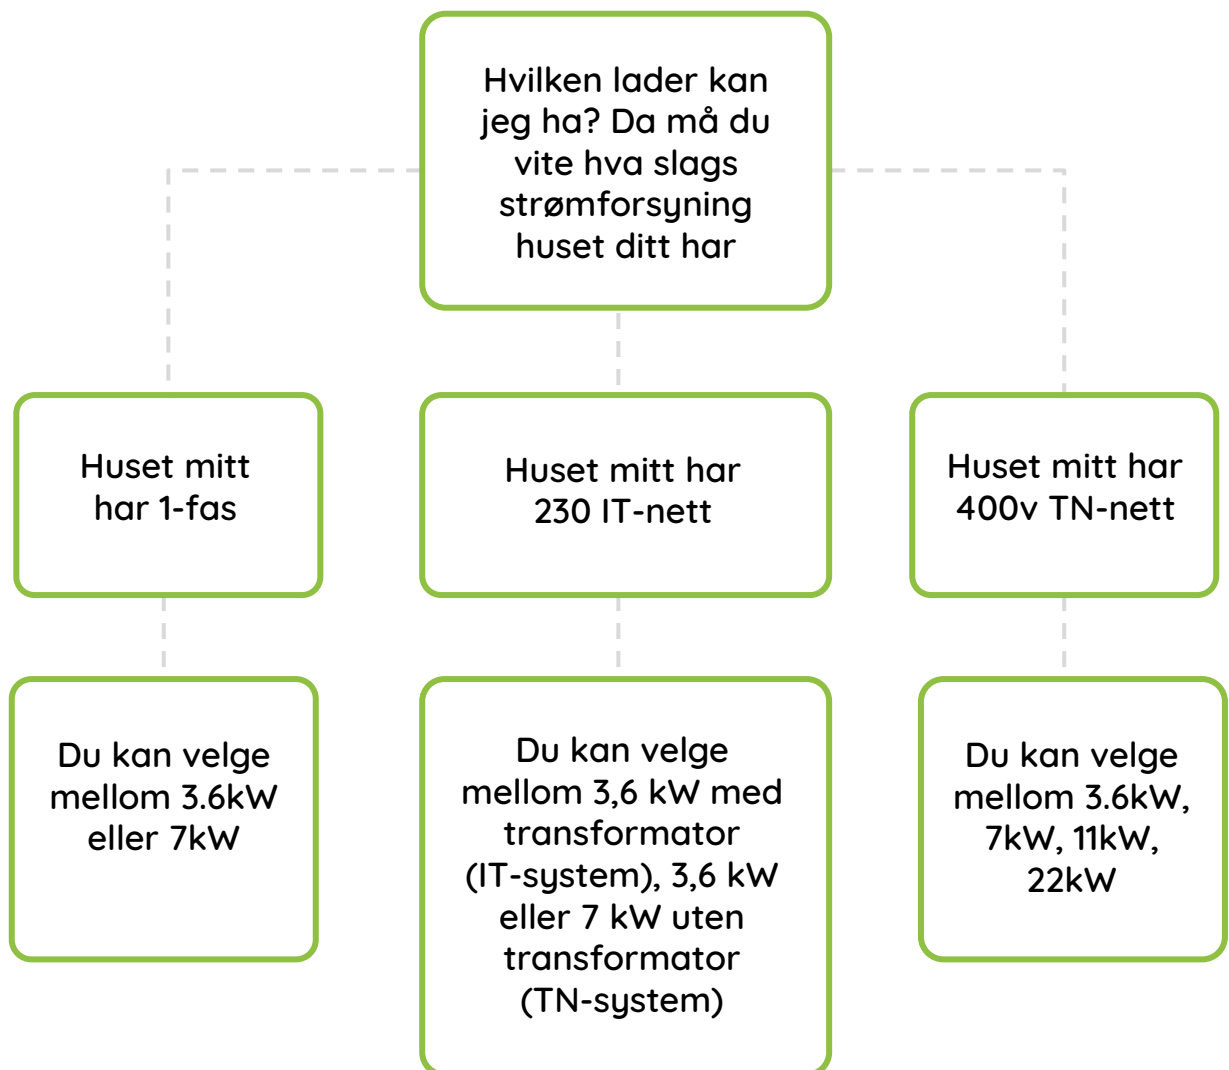 Hvilken lader kan
jeg ha? Da må du
vite hva slags
strømforsyning
huset ditt har
Huset mitt
har 1-fas
Huset mitt har
230 IT-nett
Huset mitt har
400v TN-nett
Du kan velge
mellom 3.6kW
eller 7kW
Du kan velge
mellom 3,6 kW med
transformator
(IT-system), 3,6 kW
eller 7 kW uten
transformator
(TN-system)
Du kan velge
mellom 3.6kW,
7kW, 11kW,
22kW